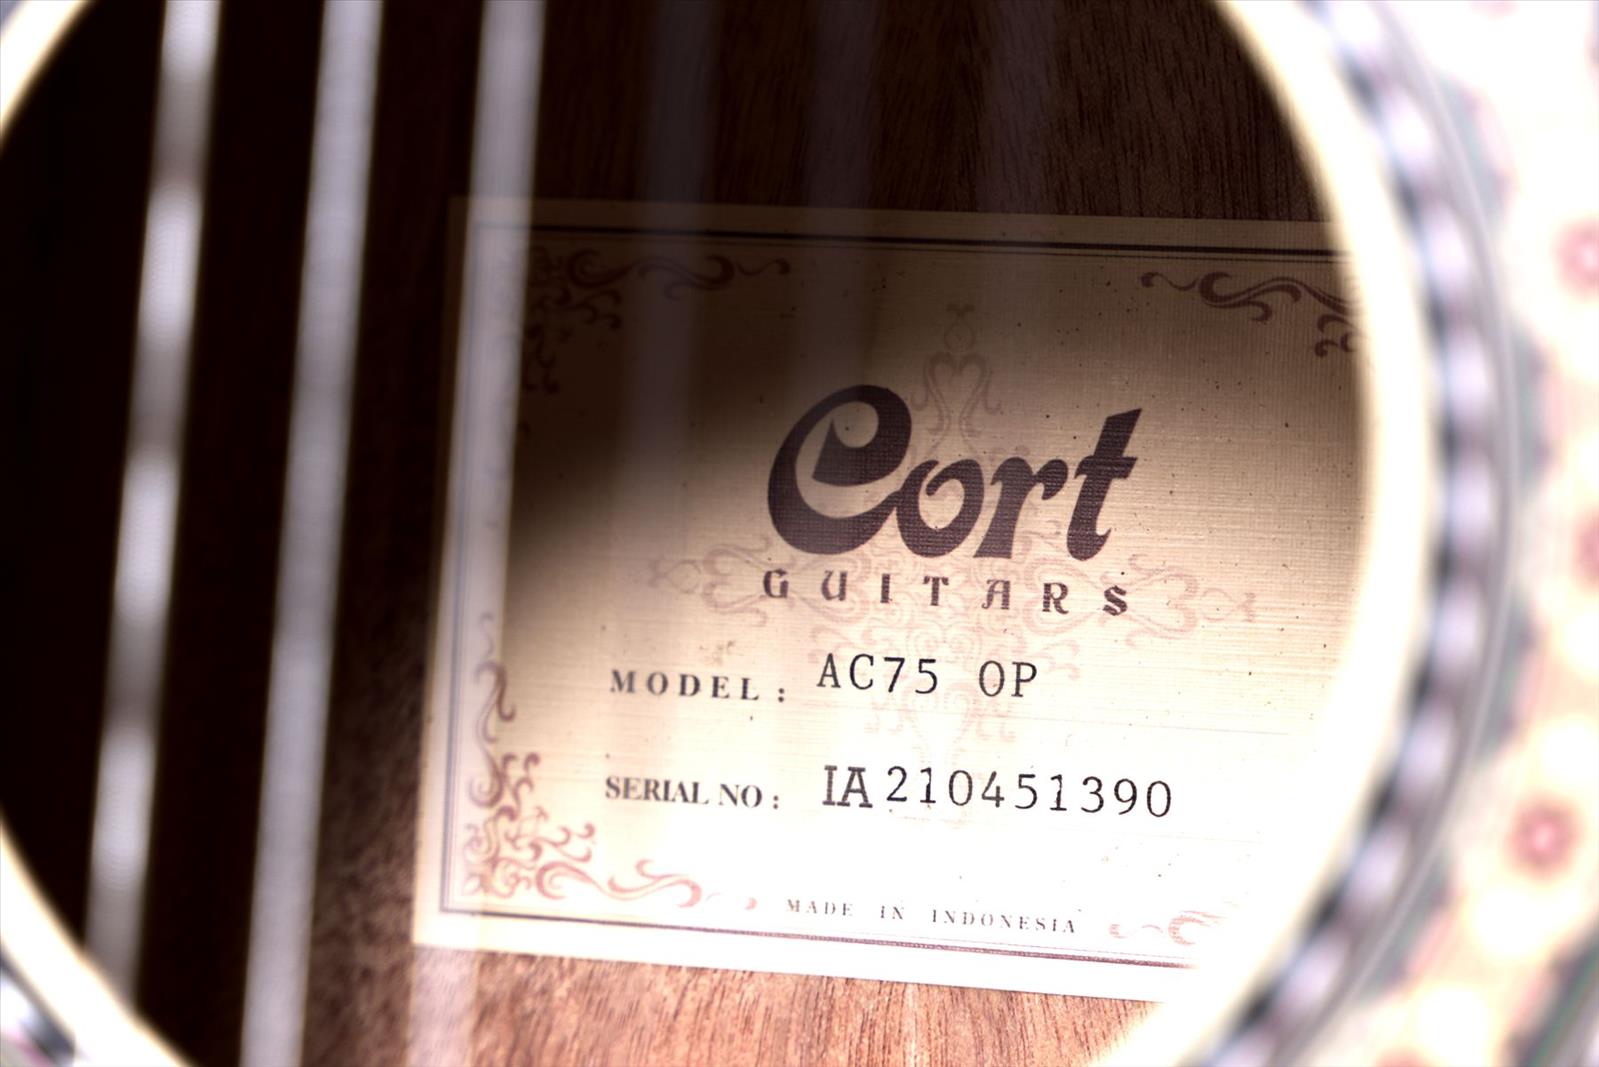 Cort
GUITARS
MODEL: AC75 OP
SERIAL NO: IA210451390
MADE IN INDONESIA